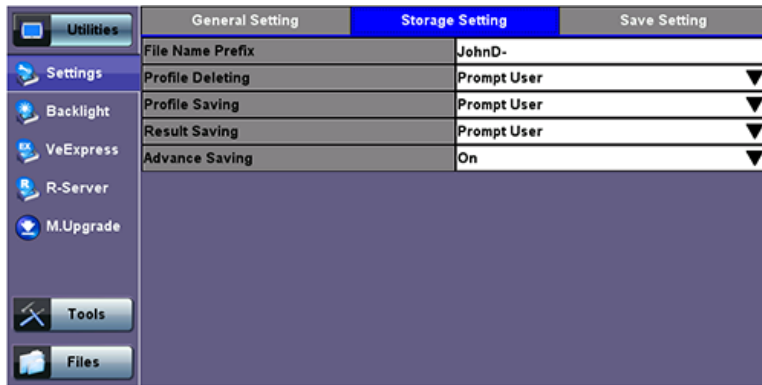 Utilities
General Setting Storage Setting Save Setting
File Name Prefix JohnD-
Settings
Profile Deleting Prompt User
Backlight
Profile Saving Prompt User
EX VeExpress
Result Saving Prompt User
Advance Saving On
R R-Server
M.Upgrade
Tools
Files